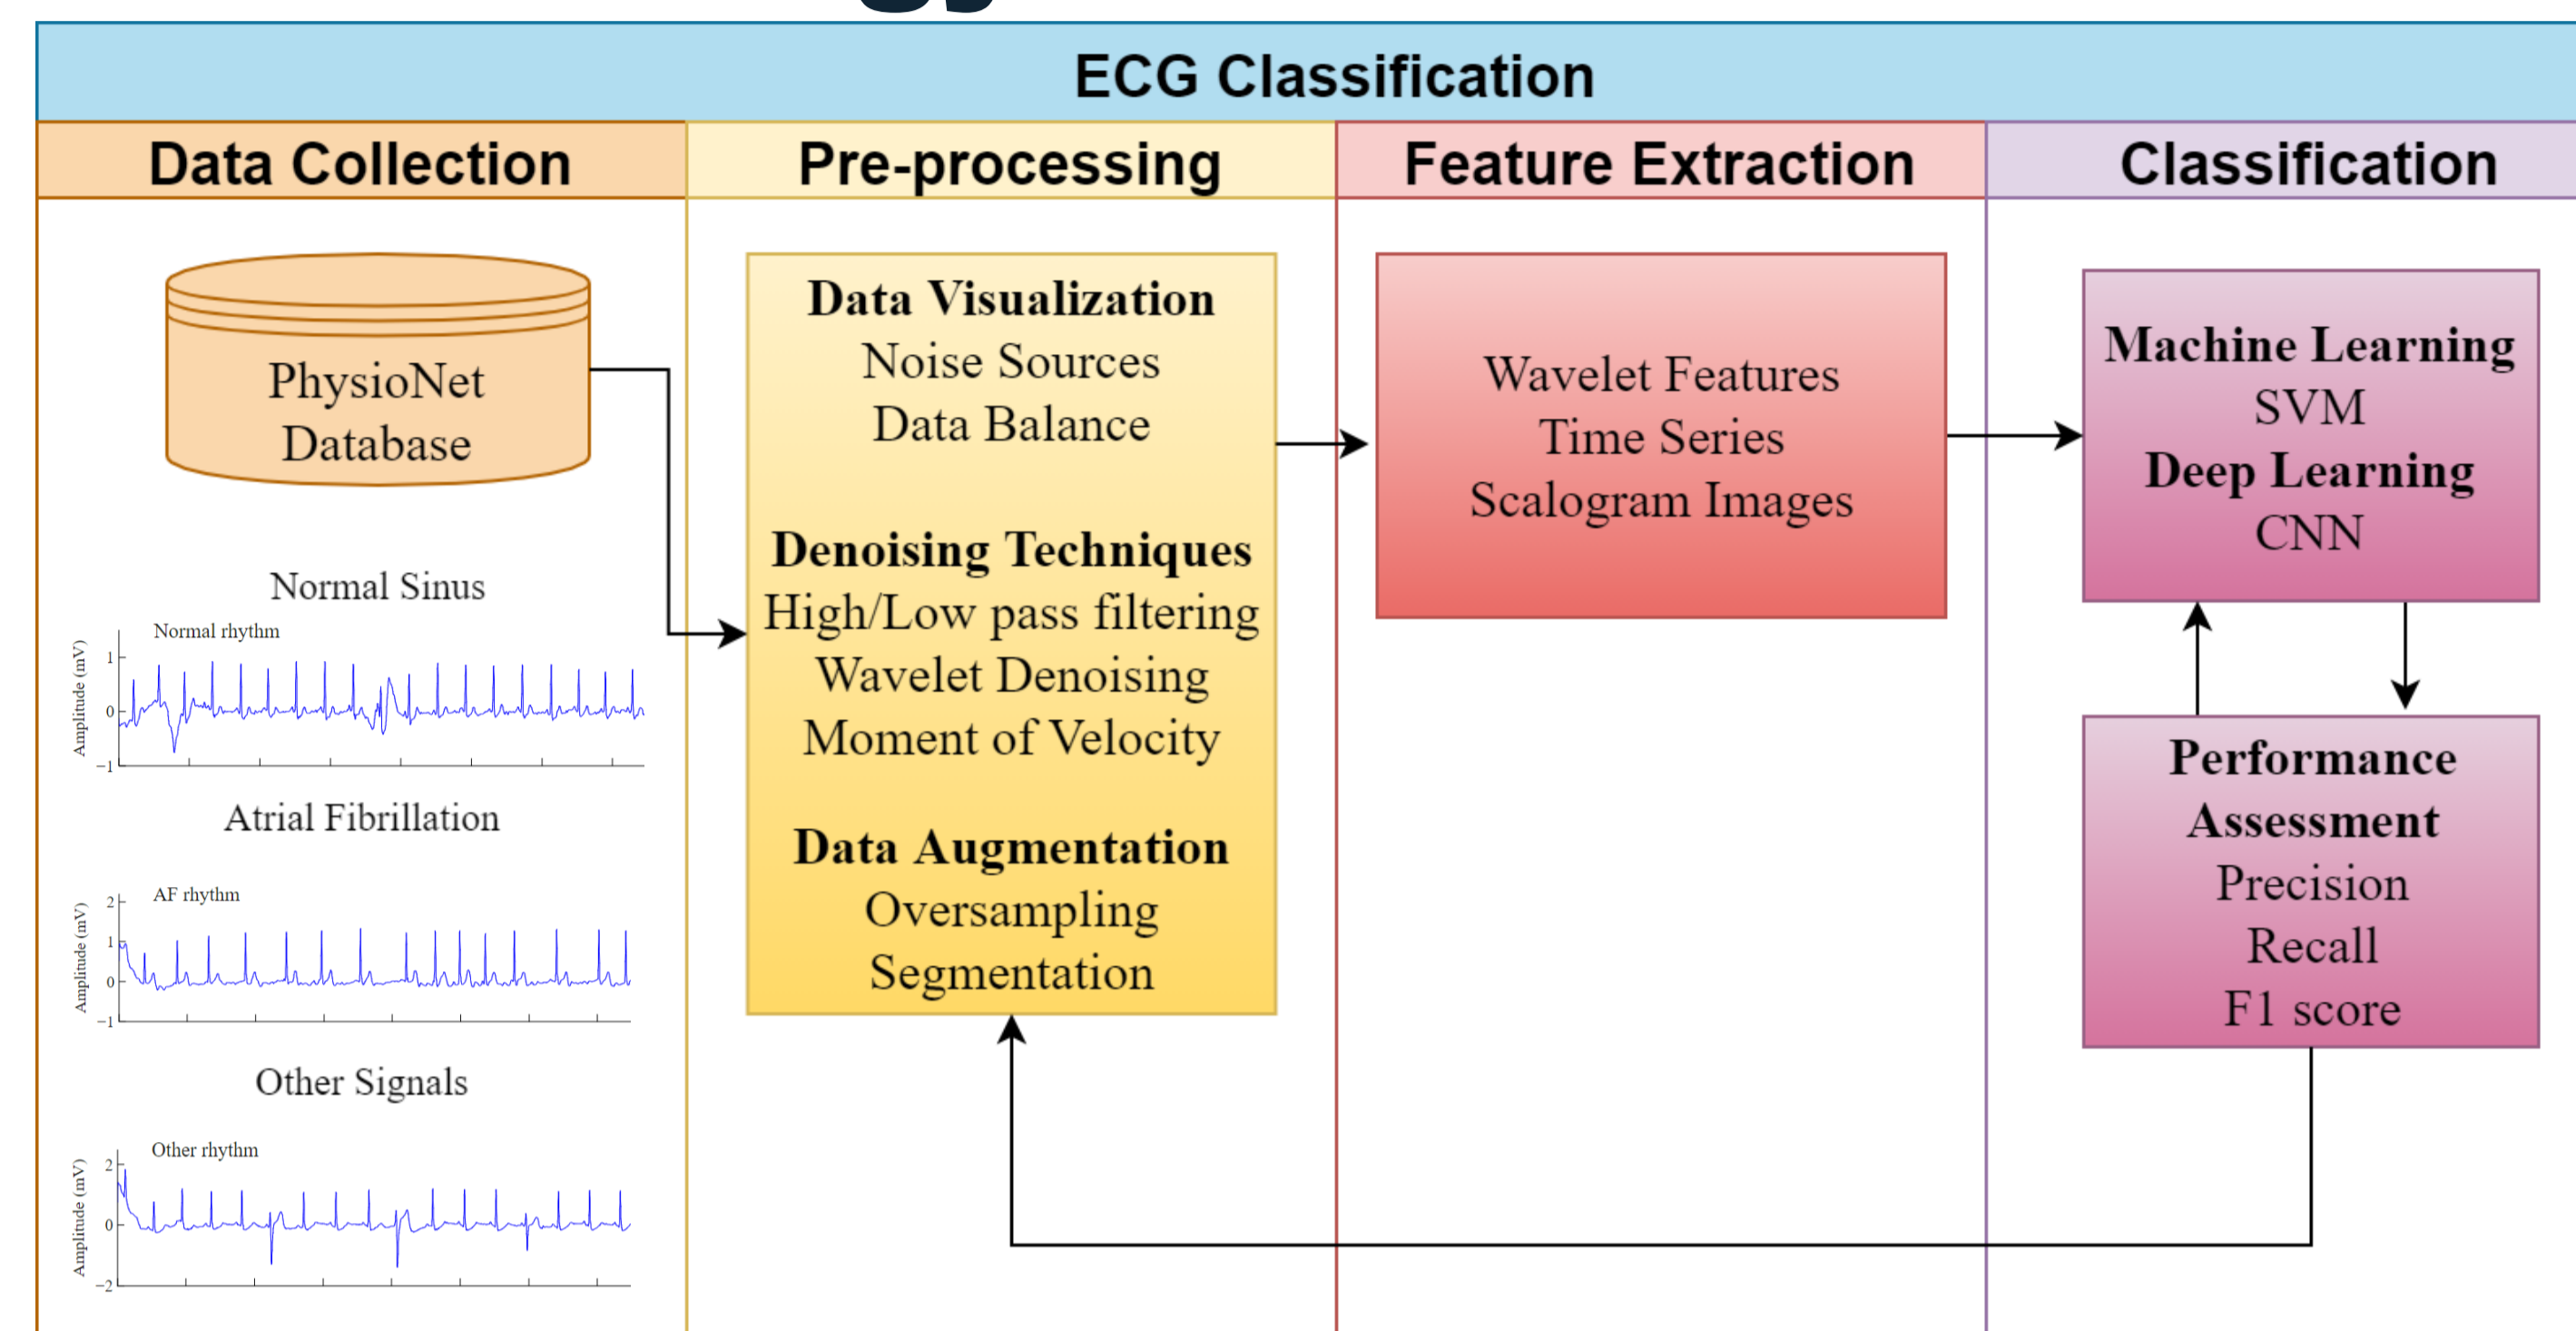 ECG Classification
Data Collection
Pre-processing
Feature Extraction
Classification
PhysioNet
Database
Normal Sinus
Normal rhythm
Amplitude (mV)
1
0
−1
Atrial Fibrillation
AF rhythm
Amplitude (mV)
2
1
0
−1
Other Signals
Other rhythm
Amplitude (mV)
2
0
−2
Data Visualization
Noise Sources
Data Balance
Denoising Techniques
High/Low pass filtering
Wavelet Denoising
Moment of Velocity
Data Augmentation
Oversampling
Segmentation
Wavelet Features
Time Series
Scalogram Images
Machine Learning
SVM
Deep Learning
CNN
Performance
Assessment
Precision
Recall
F1 score